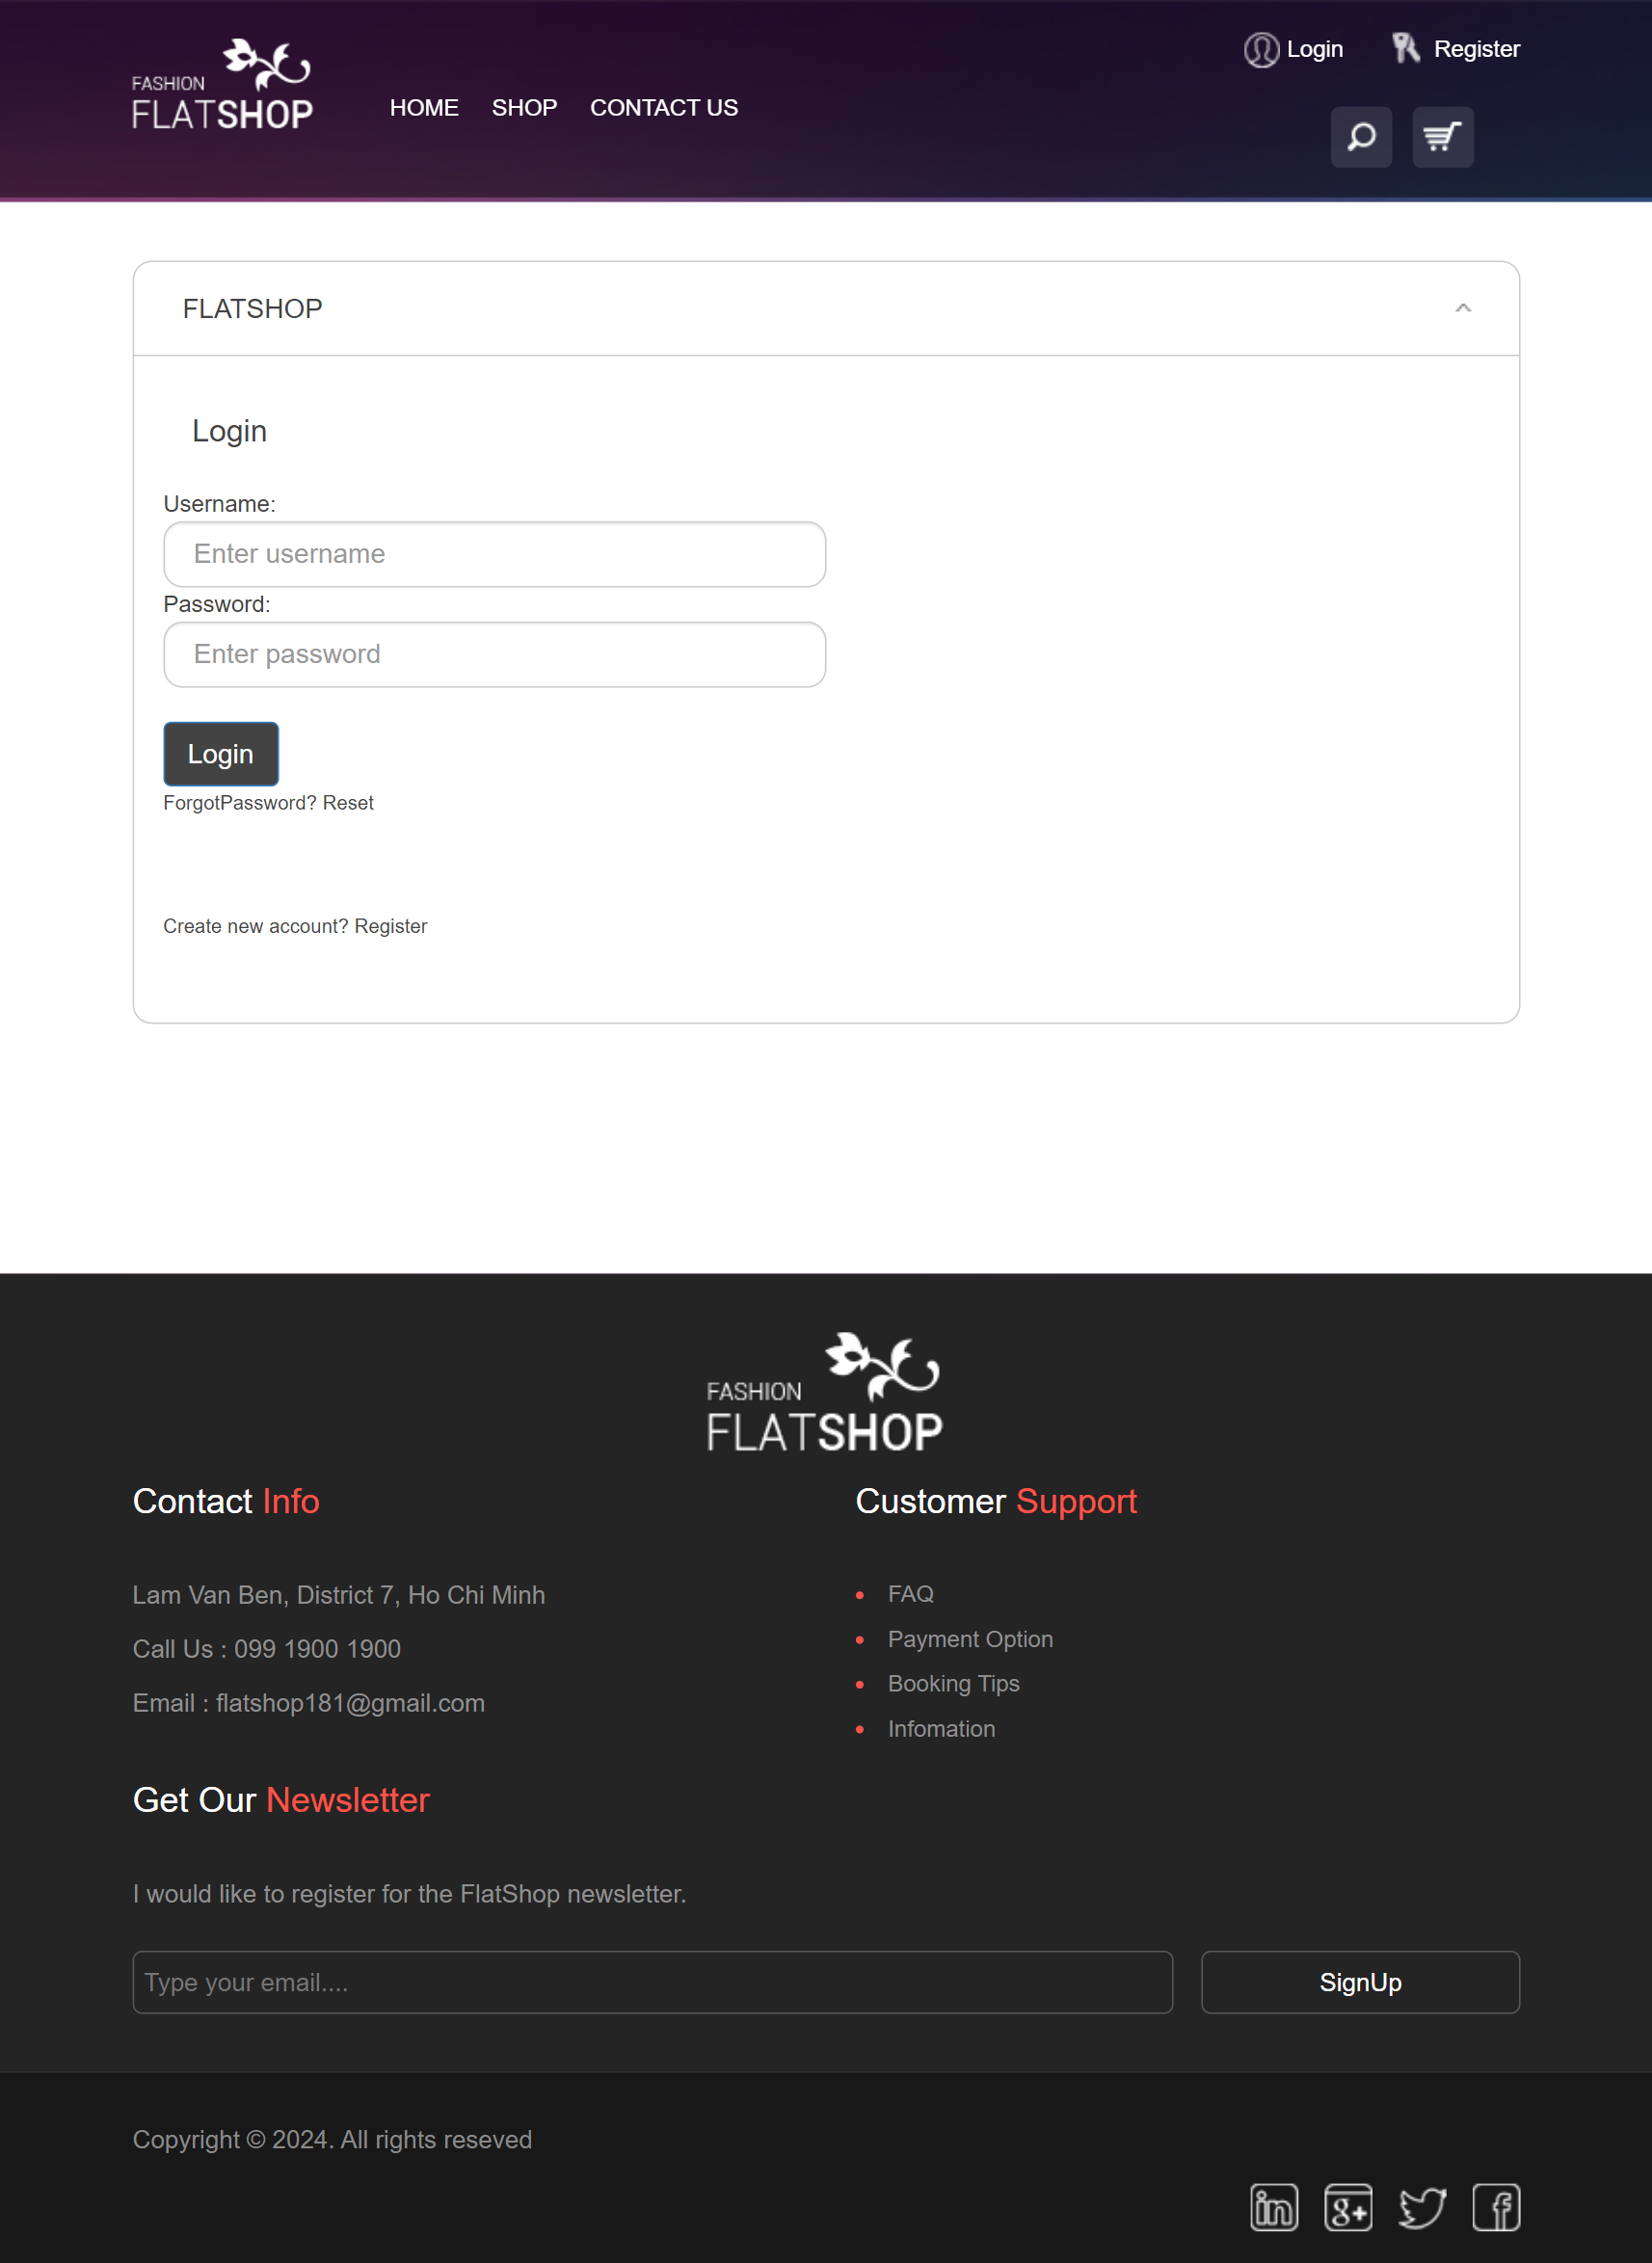 Login
Register
FASHION
FLATSHOP
HOME SHOP CONTACT US
FLATSHOP
Login
Username:
Enter username
Password:
Enter password
Login
ForgotPassword? Reset
Create new account? Register
FASHION
FLATSHOP
Contact Info
Lam Van Ben, District 7, Ho Chi Minh
Call Us : 099 1900 1900
Email : flatshop181@gmail.com
Customer Support
FAQ
Payment Option
Booking Tips
Infomation
Get Our Newsletter
I would like to register for the FlatShop newsletter.
Type your email....
SignUp
Copyright © 2024. All rights reseved
in
g+
f